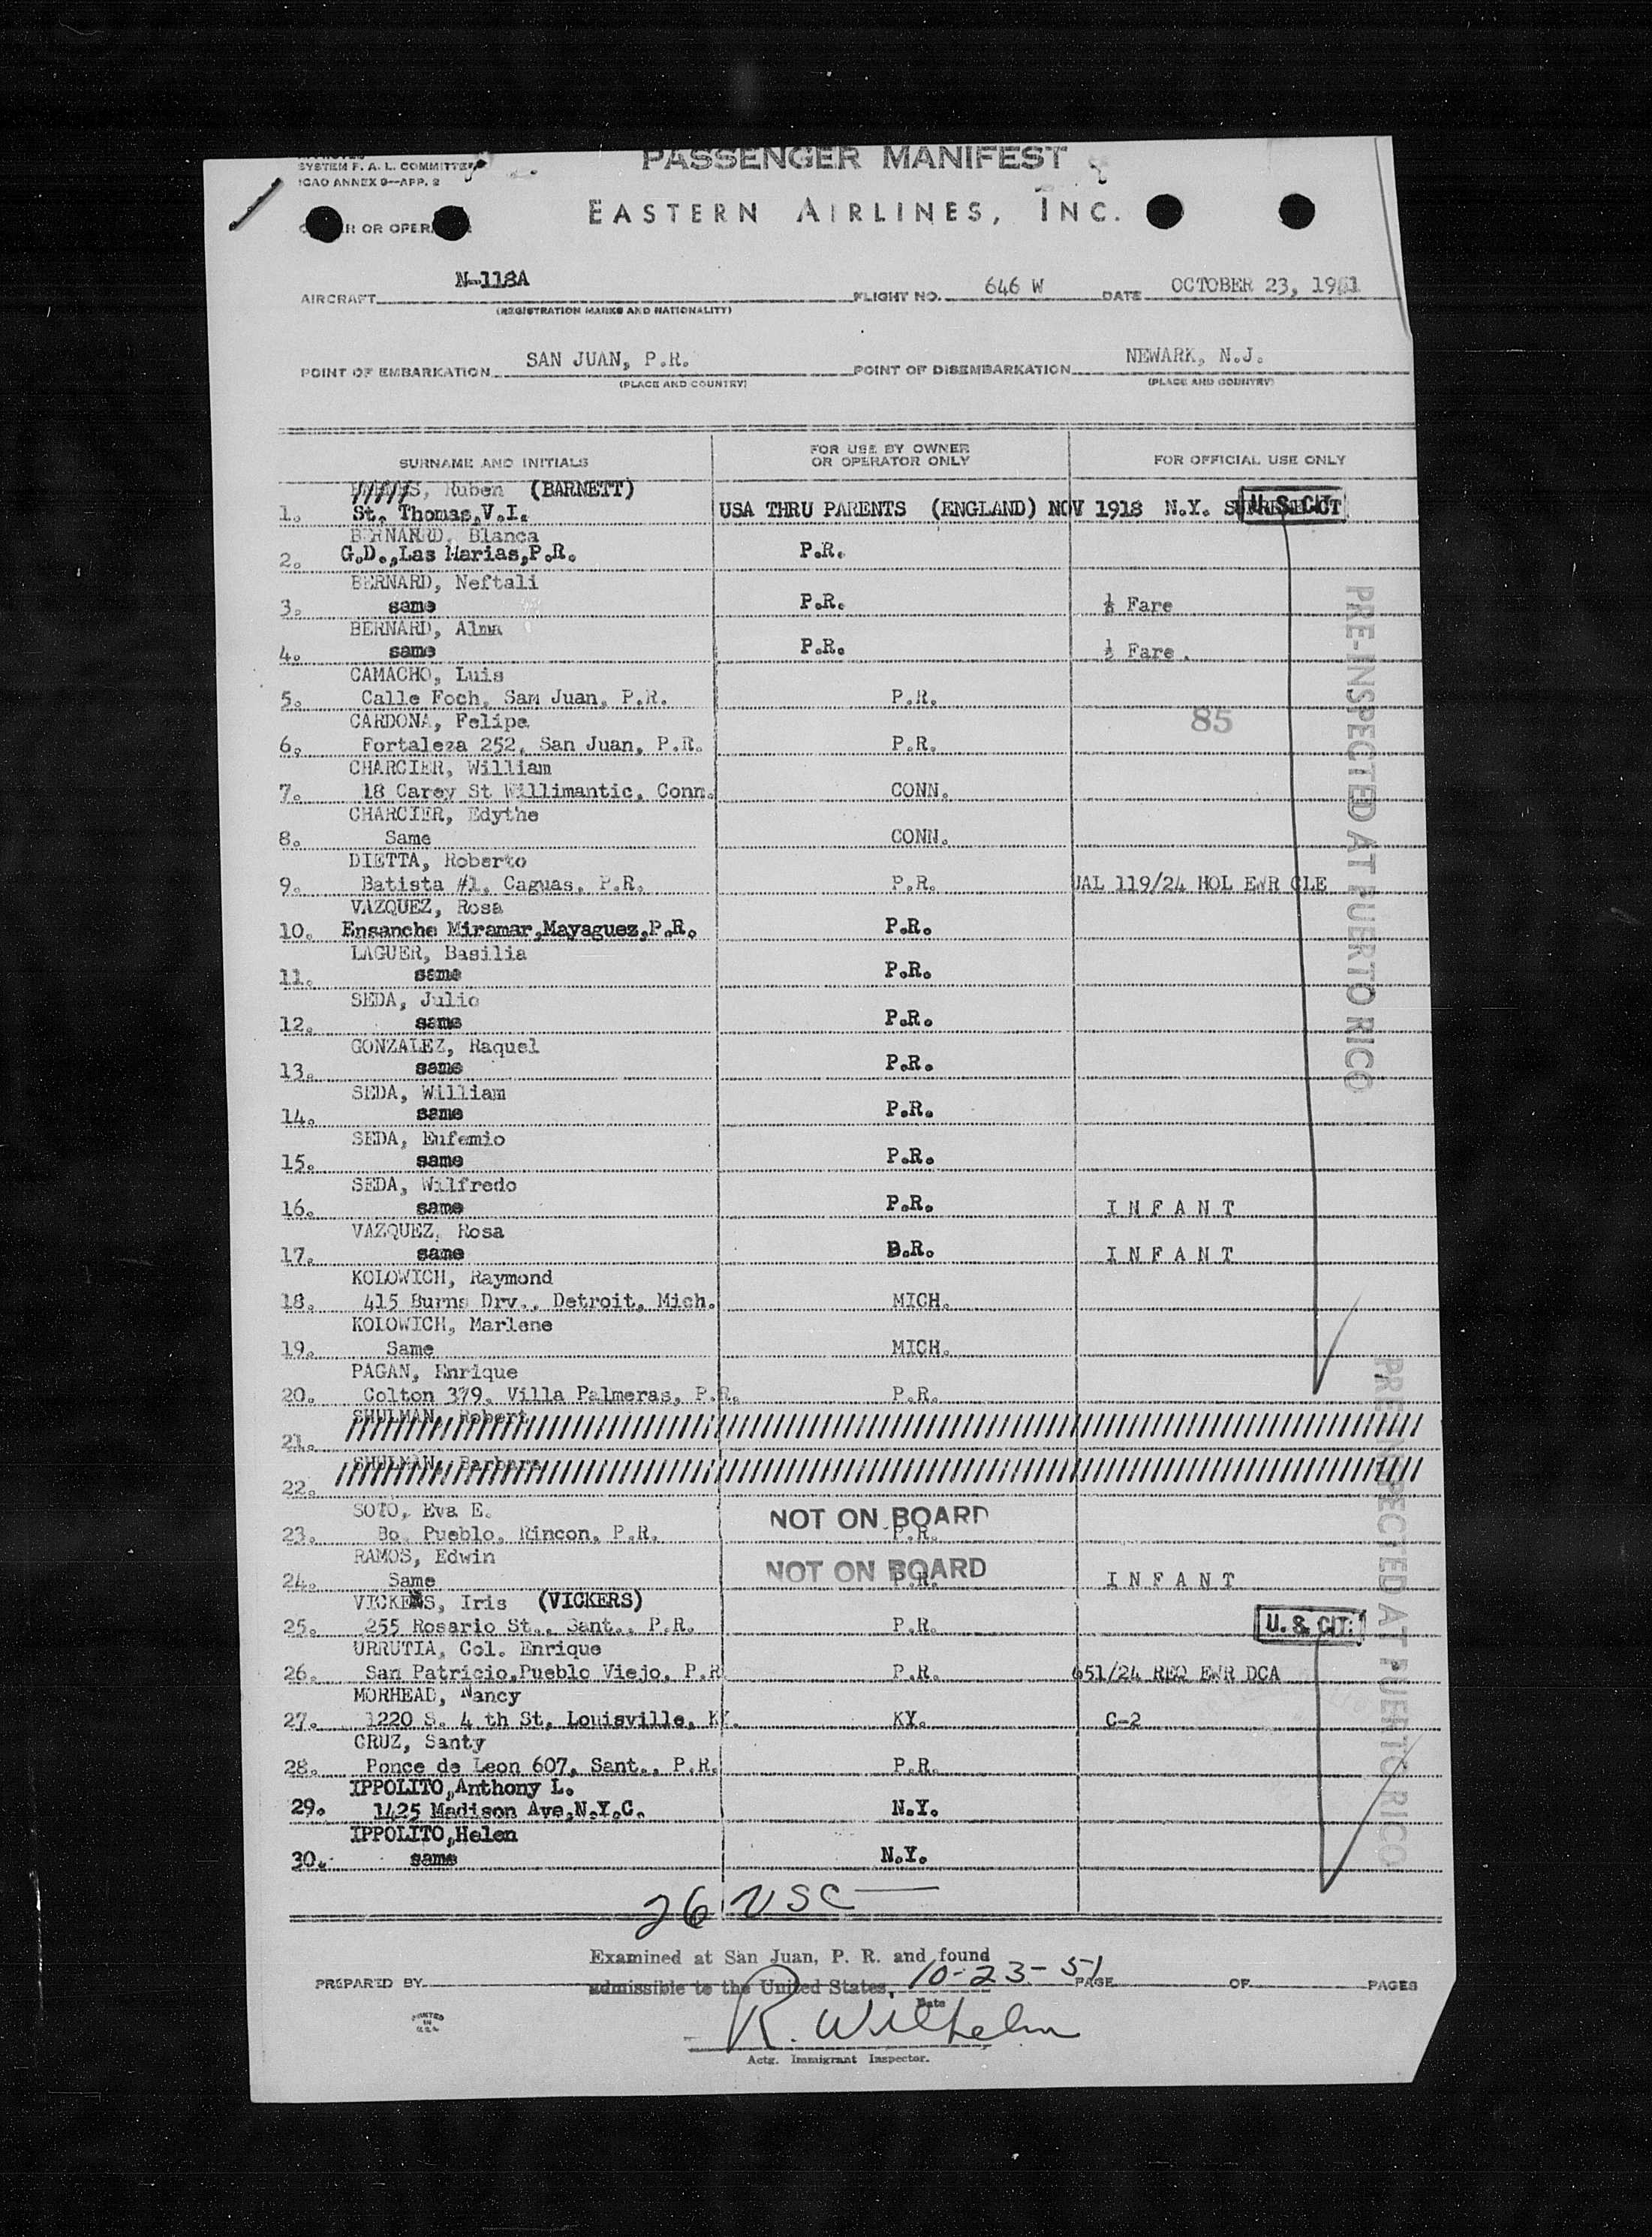 SYSTEM F. A. L. COMMITTEE
ICAO ANNEX 9—APP. 2
PASSENGER MANIFEST
EASTERN AIRLINES, INC.
OR OPER
N-118A
AIRCRAFT
(REGISTRATION MARKS AND NATIONALITY)
FLIGHT NO. 646 W
DATE OCTOBER 23, 1951
POINT OF EMBARKATION SAN JUAN, P.R.
(PLACE AND COUNTRY)
POINT OF DISEMBARKATION NEWARK, N.J.
(PLACE AND COUNTRY)
SURNAME AND INITIALS
FOR USE BY OWNER
OR OPERATOR ONLY
FOR OFFICIAL USE ONLY
Ruben (BARNETT)
1. St. Thomas,V.I. USA THRU PARENTS (ENGLAND) NOV 1918 N.Y. U.S. CIT
BERNARD, Blanca
2. G.D.,Las Marias,P.R. P.R.
BERNARD, Neftali
3. same P.R. ½ Fare
BERNARD, Alma
4. same P.R. ½ Fare.
CAMACHO, Luis
5. Calle Foch, Sam Juan, P.R. P.R.
CARDONA, Felipe 85
6. Fortaleza 252, San Juan, P.R. P.R.
CHARCIER, William
7. 18 Carey St Willimantic, Conn. CONN.
CHARCIER, Edythe
8. Same CONN.
DIETTA, Roberto
9. Batista #1, Caguas, P.R. P.R. UAL 119/24 HOL EWR CLE
VAZQUEZ, Rosa
10. Ensanche Miramar,Mayaguez,P.R. P.R.
LAGUER, Basilia
11. same P.R.
SEDA, Julio
12. same P.R.
GONZALEZ, Raquel
13. same P.R.
SEDA, William
14. same P.R.
SEDA, Eufemio
15. same P.R.
SEDA, Wilfredo
16. same P.R. I N F A N T
VAZQUEZ, Rosa
17. same P.R. I N F A N T
KOLOWICH, Raymond
18. 415 Burns Drv., Detroit, Mich. MICH.
KOLOWICH, Marlene
19. Same MICH.
PAGAN, Enrique
20. Colton 379, Villa Palmeras, P.R. P.R.
SHULMAN, Robert
21.
SHULMAN, Barbara
22.
SOTO, Eva E. NOT ON BOARD
23. Bo. Pueblo, Rincon, P.R. P.R.
RAMOS, Edwin NOT ON BOARD
24. Same P.R. I N F A N T
VICKENS, Iris (VICKERS)
25. 255 Rosario St., Sant., P.R. P.R. U. S. CIT.
URRUTIA, Col. Enrique
26. San Patricio,Pueblo Viejo, P.R P.R. 651/24 REQ EWR DCA
MORHEAD, Nancy
27. 1220 S. 4 th St, Louisville, KY. KY. C-2
CRUZ, Santy
28. Ponce de Leon 607, Sant., P.R. P.R.
IPPOLITO,Anthony L.
29. 1425 Madison Ave,N.Y.C. N.Y.
IPPOLITO,Helen
30. same N.Y.
PRE-INSPECTED AT PUERTO RICO
PRE-INSPECTED AT PUERTO RICO
26 USC
Examined at San Juan, P. R. and found
admissible to the United States, 10-23-51
Date
PREPARED BY PAGE OF PAGES
PRINTED
IN
U.S.A.
R. Wilhelm
Actg. Immigrant Inspector.